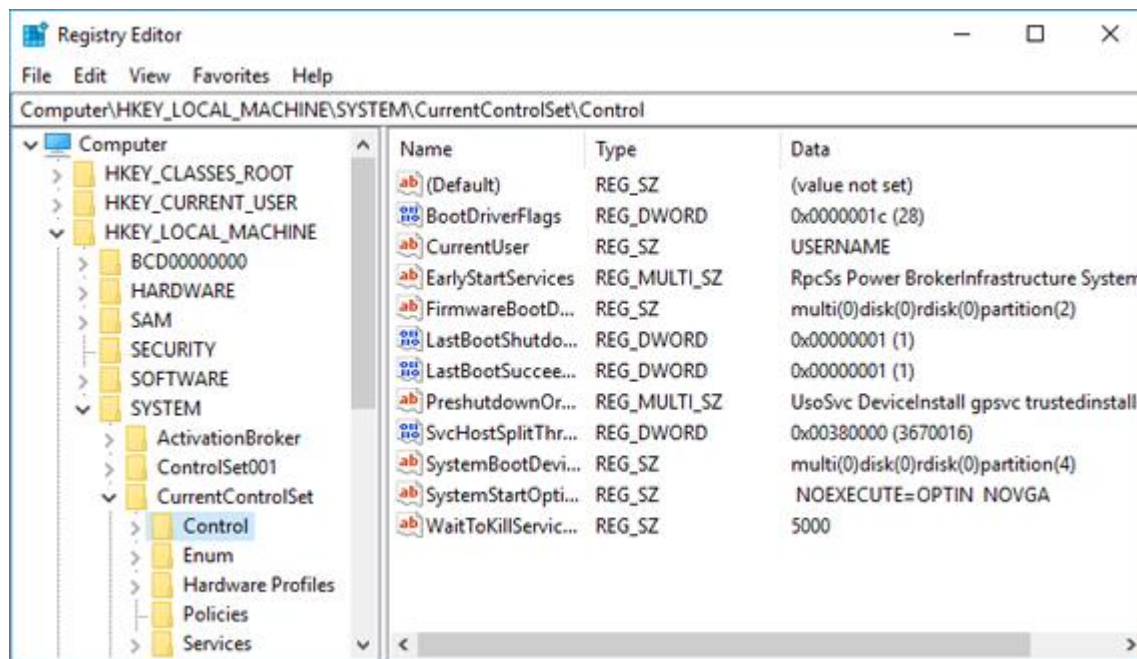 Registry Editor
File Edit View Favorites Help
Computer\HKEY_LOCAL_MACHINE\SYSTEM\CurrentControlSet\Control
Computer
HKEY_CLASSES_ROOT
HKEY_CURRENT_USER
HKEY_LOCAL_MACHINE
BCD00000000
HARDWARE
SAM
SECURITY
SOFTWARE
SYSTEM
ActivationBroker
ControlSet001
CurrentControlSet
Control
Enum
Hardware Profiles
Policies
Services
Name Type Data
(Default) REG_SZ (value not set)
BootDriverFlags REG_DWORD 0x0000001c (28)
CurrentUser REG_SZ USERNAME
EarlyStartServices REG_MULTI_SZ RpcSs Power BrokerInfrastructure System
FirmwareBootD... REG_SZ multi(0)disk(0)rdisk(0)partition(2)
LastBootShutdo... REG_DWORD 0x00000001 (1)
LastBootSuccee... REG_DWORD 0x00000001 (1)
PreshutdownOr... REG_MULTI_SZ UsoSvc DeviceInstall gpsvc trustedinstall
SvcHostSplitThr... REG_DWORD 0x00380000 (3670016)
SystemBootDevi... REG_SZ multi(0)disk(0)rdisk(0)partition(4)
SystemStartOpti... REG_SZ NOEXECUTE=OPTIN NOVGA
WaitToKillServic... REG_SZ 5000